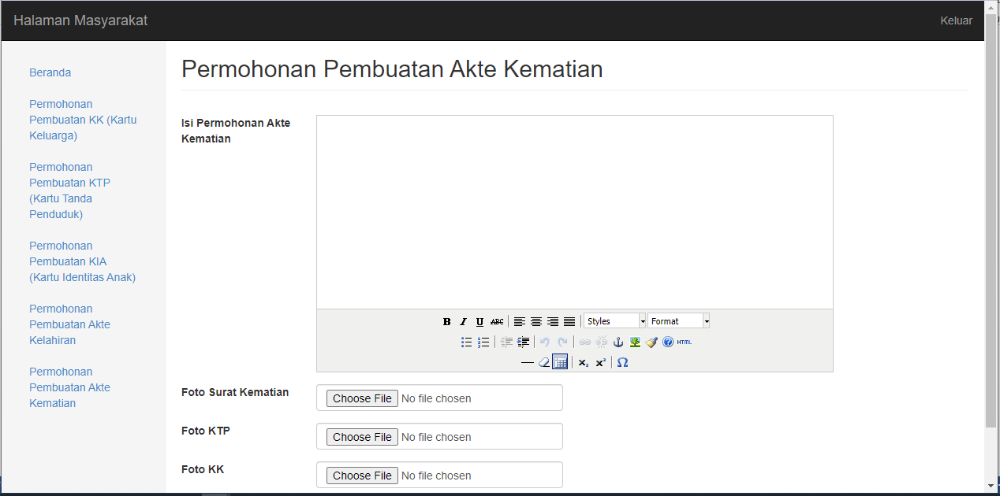 Halaman Masyarakat
Keluar
Beranda
Permohonan
Pembuatan KK (Kartu
Keluarga)
Permohonan
Pembuatan KTP
(Kartu Tanda
Penduduk)
Permohonan
Pembuatan KIA
(Kartu Identitas Anak)
Permohonan
Pembuatan Akte
Kelahiran
Permohonan
Pembuatan Akte
Kematian
Permohonan Pembuatan Akte Kematian
Isi Permohonan Akte
Kematian
B I U ABC Styles Format
HTML
x₂ x² Ω
Foto Surat Kematian
Choose File No file chosen
Foto KTP
Choose File No file chosen
Foto KK
Choose File No file chosen